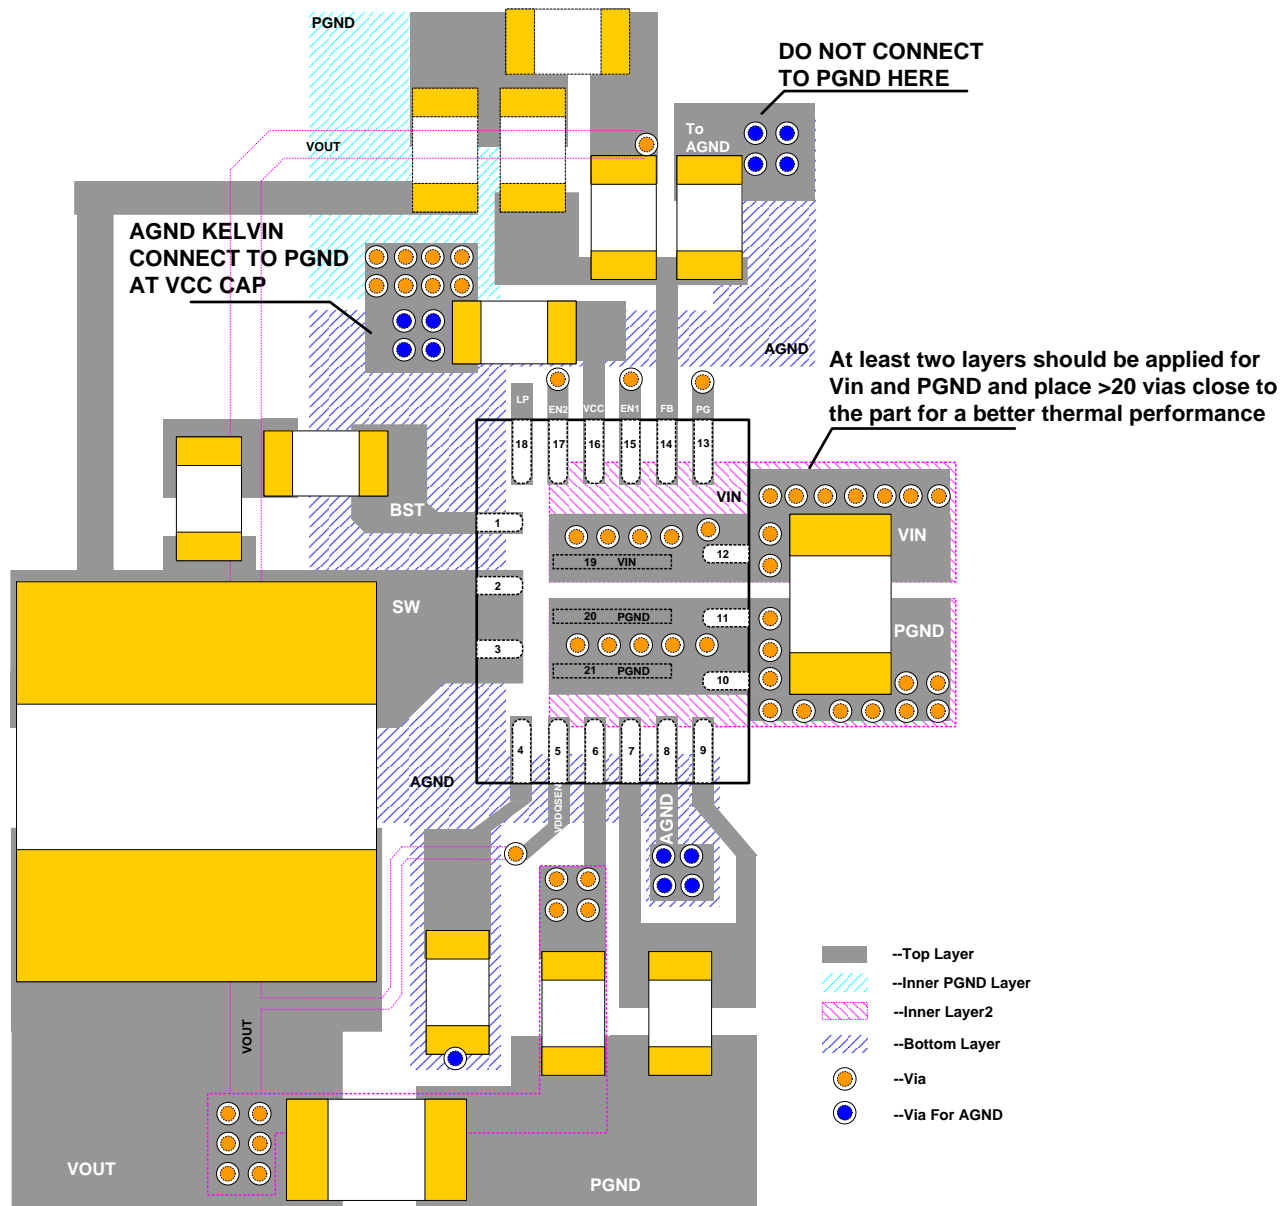 PGND
DO NOT CONNECT
TO PGND HERE
To
AGND
VOUT
AGND KELVIN
CONNECT TO PGND
AT VCC CAP
AGND
At least two layers should be applied for
Vin and PGND and place >20 vias close to
the part for a better thermal performance
LP
EN2
VCC
EN1
FB
PG
18
17
16
15
14
13
VIN
BST
1
VIN
12
19 VIN
2
SW
20 PGND
11
PGND
3
21 PGND
10
4
5
6
7
8
9
AGND
VDDQSEN
AGND
--Top Layer
--Inner PGND Layer
--Inner Layer2
--Bottom Layer
--Via
--Via For AGND
VOUT
VOUT
PGND